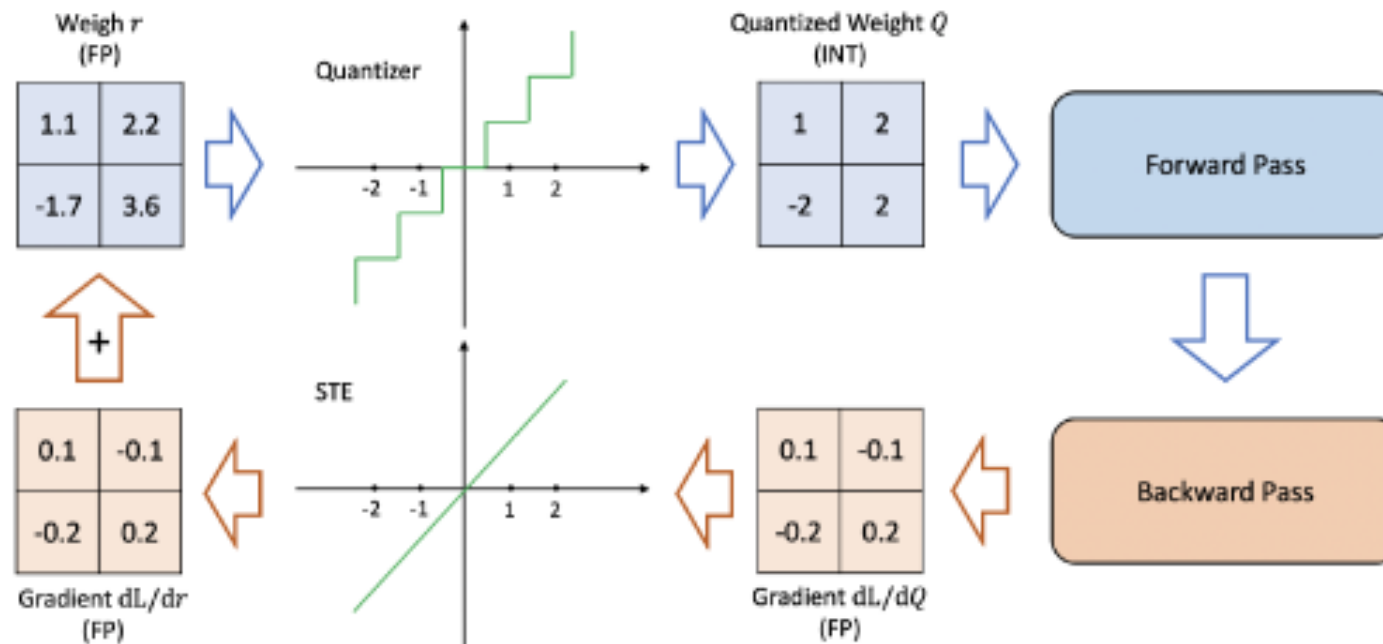 Weigh r
(FP)
1.1 2.2
-1.7 3.6
Quantizer
-2 -1 1 2
Quantized Weight Q
(INT)
1 2
-2 2
Forward Pass
+
0.1 -0.1
-0.2 0.2
Gradient dL/dr
(FP)
STE
-2 -1 1 2
0.1 -0.1
-0.2 0.2
Gradient dL/dQ
(FP)
Backward Pass